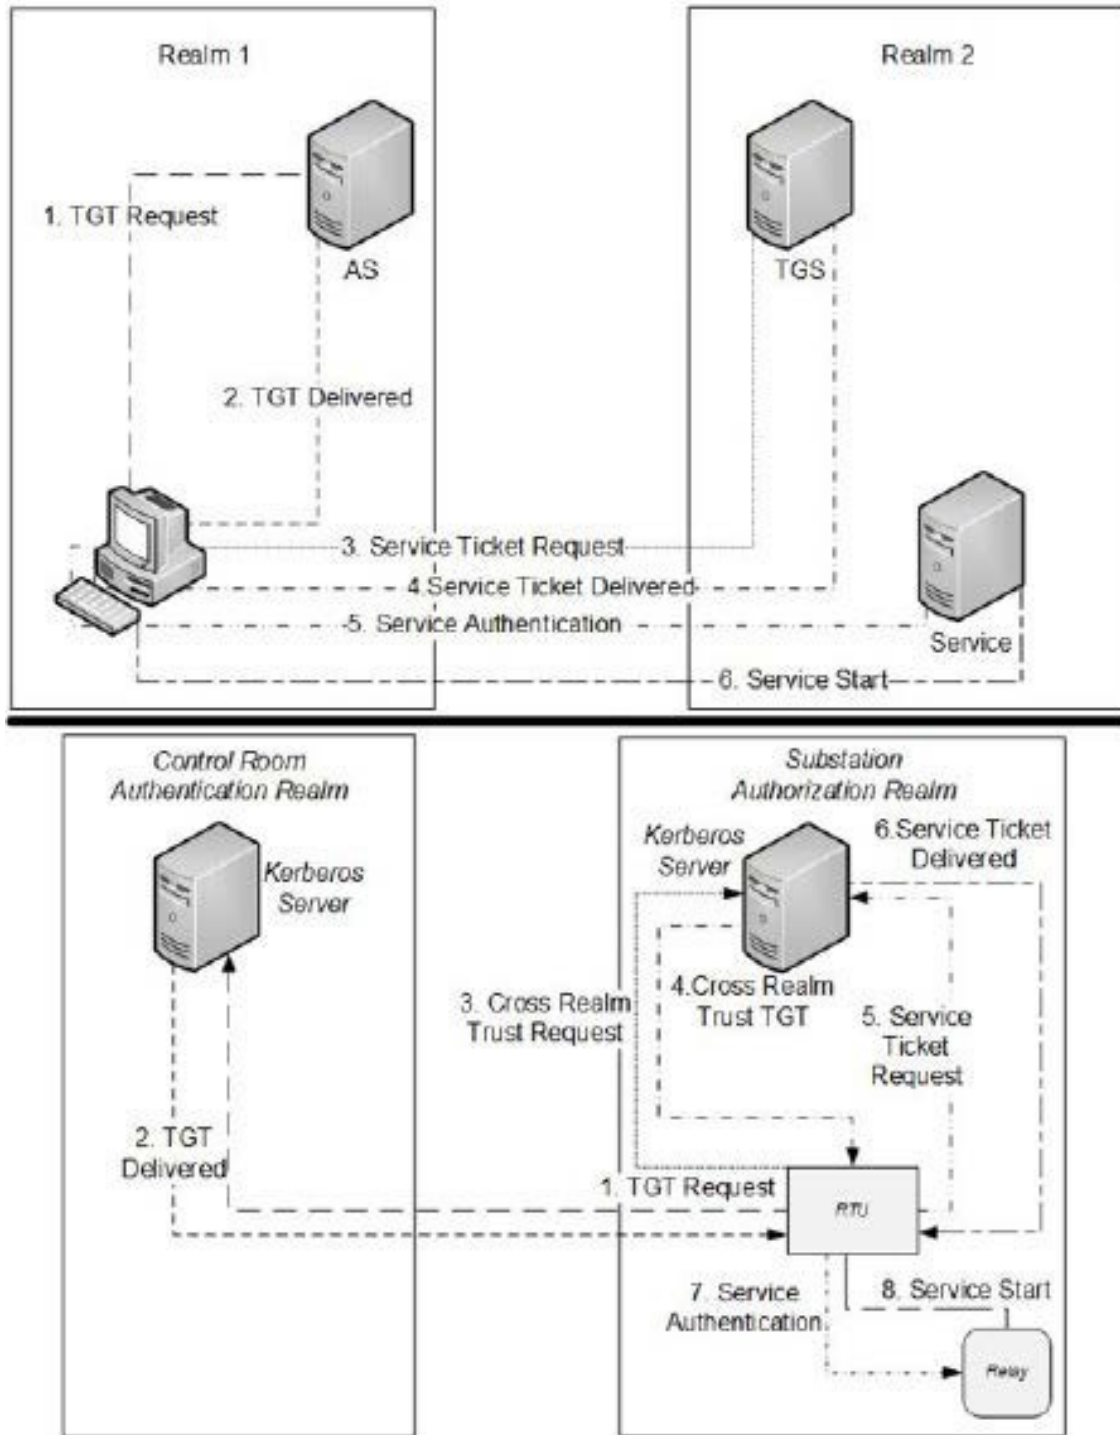 Realm 1
Realm 2
1. TGT Request
AS
TGS
2. TGT Delivered
3. Service Ticket Request
4.Service Ticket Delivered
5. Service Authentication
Service
6. Service Start
Control Room
Authentication Realm
Kerberos
Server
Substation
Authorization Realm
Kerberos
Server
6.Service Ticket
Delivered
3. Cross Realm
Trust Request
4.Cross Realm
Trust TGT
5. Service
Ticket
Request
2. TGT
Delivered
1. TGT Request
RTU
7. Service
Authentication
8. Service Start
Relay